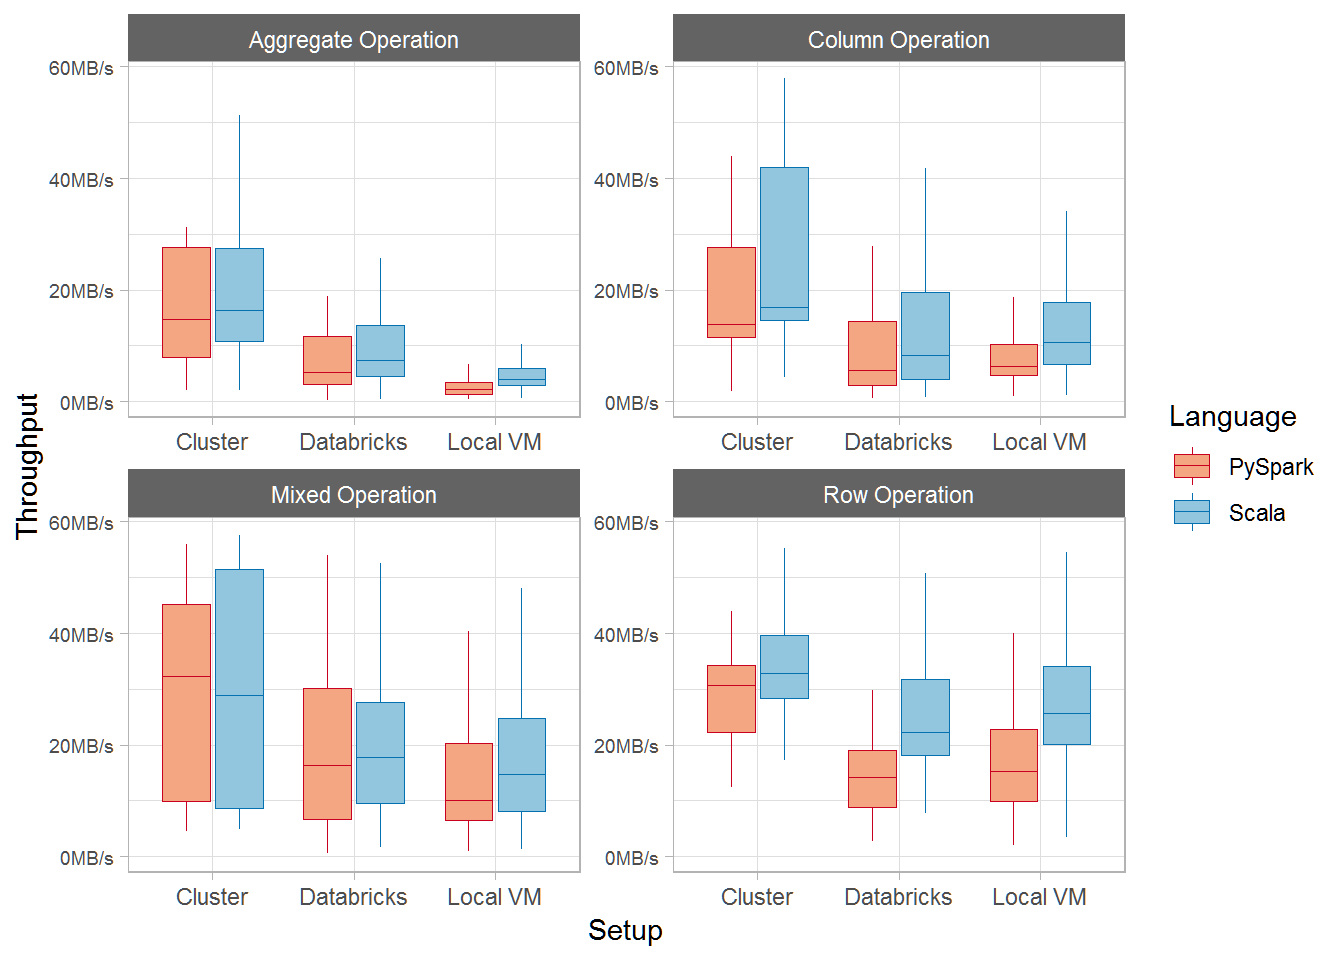 Aggregate Operation
Column Operation
60MB/s
40MB/s
20MB/s
0MB/s
60MB/s
40MB/s
20MB/s
0MB/s
Cluster
Databricks
Local VM
Cluster
Databricks
Local VM
Throughput
Mixed Operation
Row Operation
60MB/s
40MB/s
20MB/s
0MB/s
60MB/s
40MB/s
20MB/s
0MB/s
Cluster
Databricks
Local VM
Cluster
Databricks
Local VM
Setup
Language
PySpark
Scala